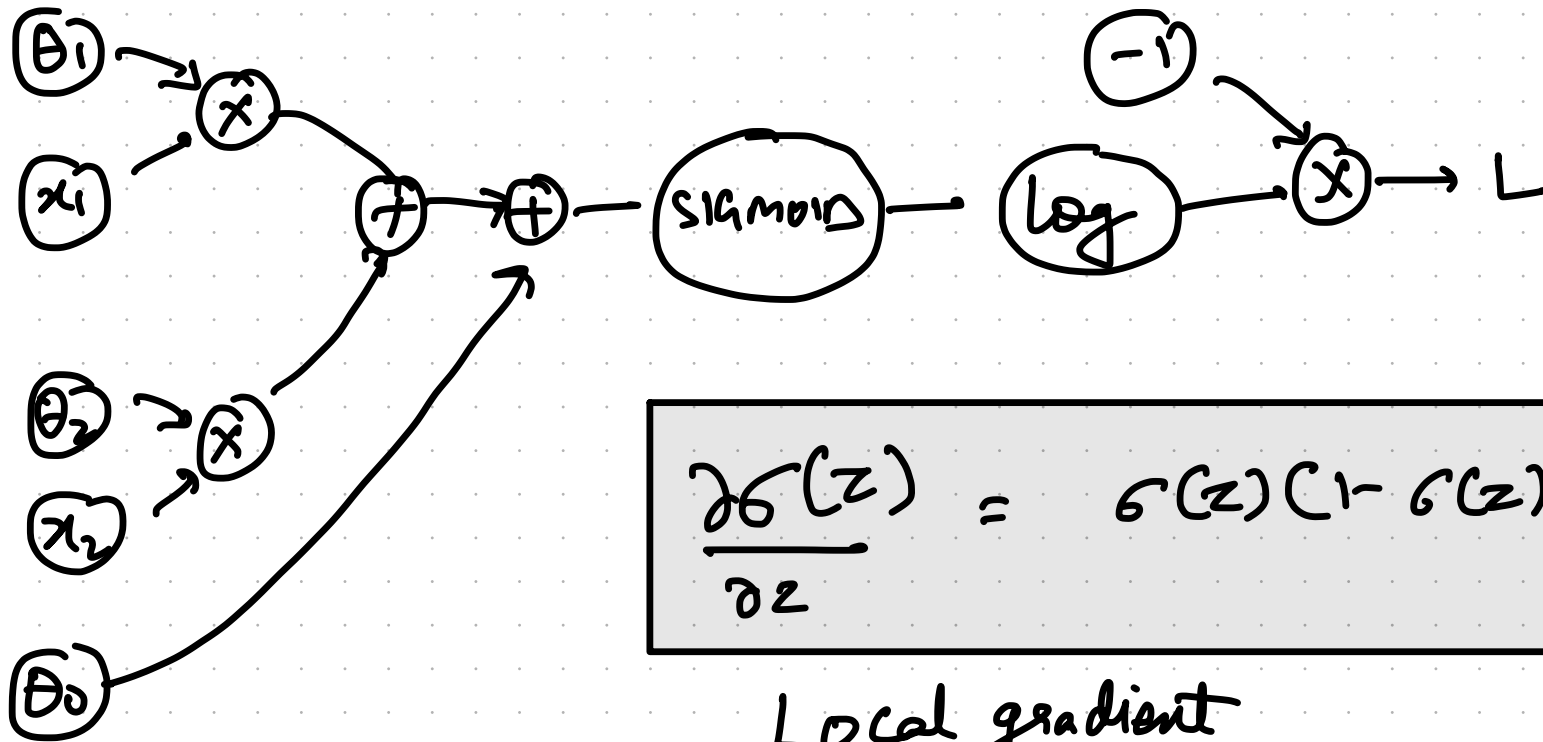 θ1
x1
x
+
+
SIGMOID
log
-1
x
L
θ2
x2
x
θ0
∂σ(z) = σ(z)(1-σ(z)
∂z
Local gradient